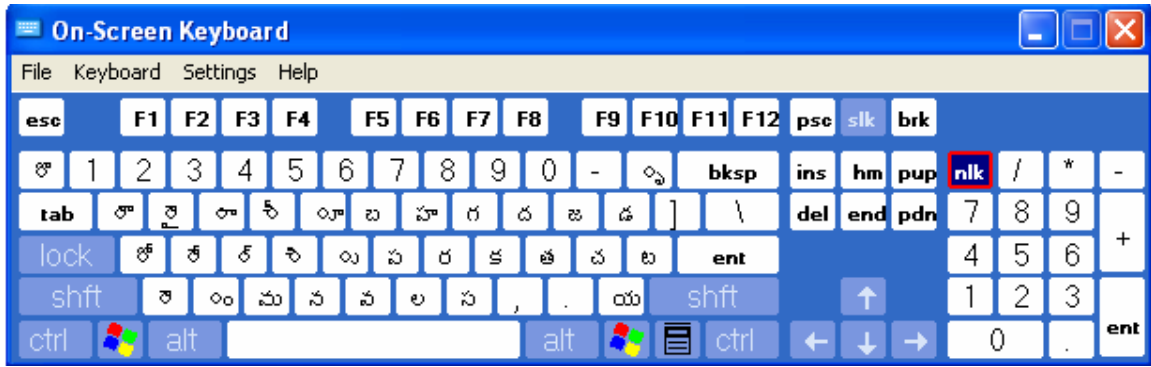 On-Screen Keyboard
File Keyboard Settings Help
esc F1 F2 F3 F4 F5 F6 F7 F8 F9 F10 F11 F12 psc slk brk
ొ 1 2 3 4 5 6 7 8 9 0 - ృ bksp ins hm pup nlk / * -
tab ౌ ై ా ీ ూ బ హ గ ద జ డ ] \ del end pdn 7 8 9 +
lock ో ే ్ ి ు ప ర క త చ ట ent 4 5 6
shft ె ం మ న వ ల స , . య shft ↑ 1 2 3
ctrl alt alt ctrl ← ↓ → 0 . ent